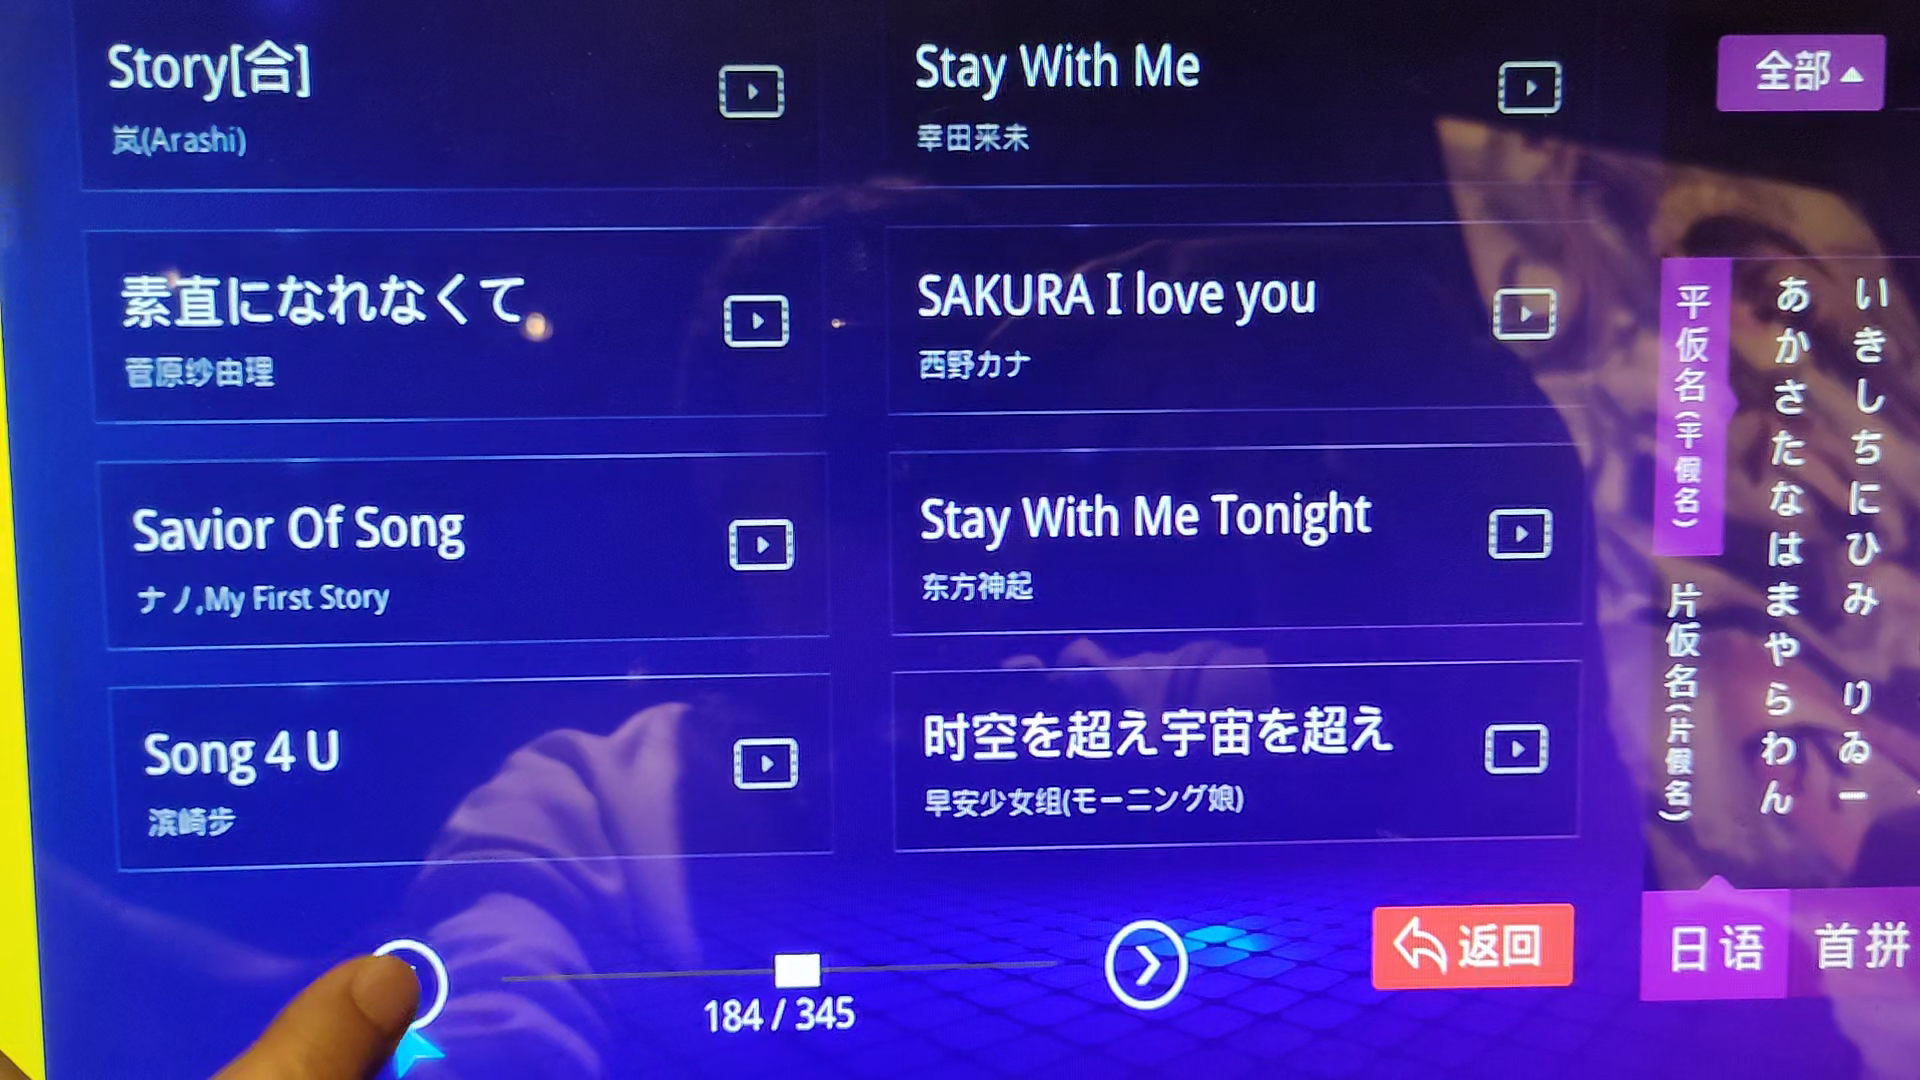 Story[合]
岚(Arashi)
Stay With Me
幸田来未
素直になれなくて
菅原纱由理
SAKURA I love you
西野カナ
Savior Of Song
ナノ,My First Story
Stay With Me Tonight
东方神起
Song 4 U
滨崎步
时空を超え宇宙を超え
早安少女组(モーニング娘)
184 / 345
返回
全部
平仮名(平假名)
片仮名(片假名)
あかさたなはまやらわん
いきしちにひみ りゐー
日语
首拼